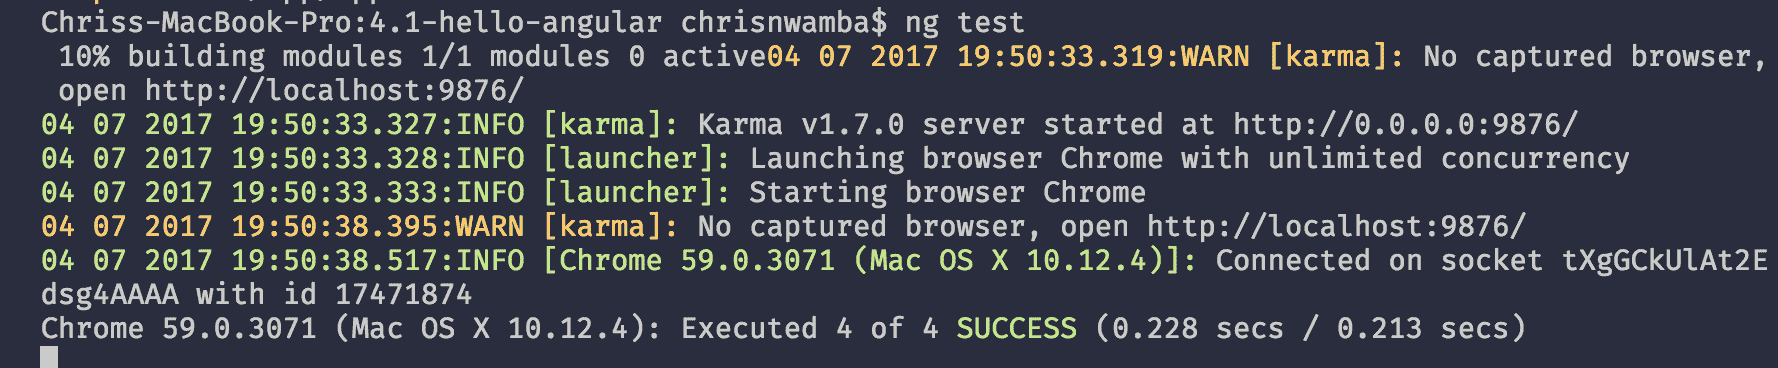 Chriss-MacBook-Pro:4.1-hello-angular chrisnwamba$ ng test
10% building modules 1/1 modules 0 active04 07 2017 19:50:33.319:WARN [karma]: No captured browser,
open http://localhost:9876/
04 07 2017 19:50:33.327:INFO [karma]: Karma v1.7.0 server started at http://0.0.0.0:9876/
04 07 2017 19:50:33.328:INFO [launcher]: Launching browser Chrome with unlimited concurrency
04 07 2017 19:50:33.333:INFO [launcher]: Starting browser Chrome
04 07 2017 19:50:38.395:WARN [karma]: No captured browser, open http://localhost:9876/
04 07 2017 19:50:38.517:INFO [Chrome 59.0.3071 (Mac OS X 10.12.4)]: Connected on socket tXgGCkUlAt2E
dsg4AAAA with id 17471874
Chrome 59.0.3071 (Mac OS X 10.12.4): Executed 4 of 4 SUCCESS (0.228 secs / 0.213 secs)